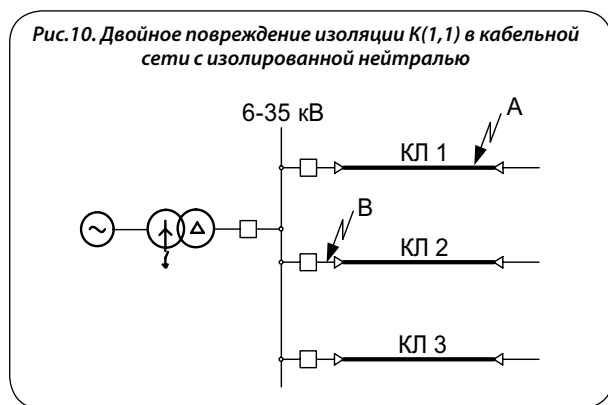 Рис.10. Двойное повреждение изоляции К(1,1) в кабельной
сети с изолированной нейтралью
6-35 кВ
А
КЛ 1
В
КЛ 2
КЛ 3